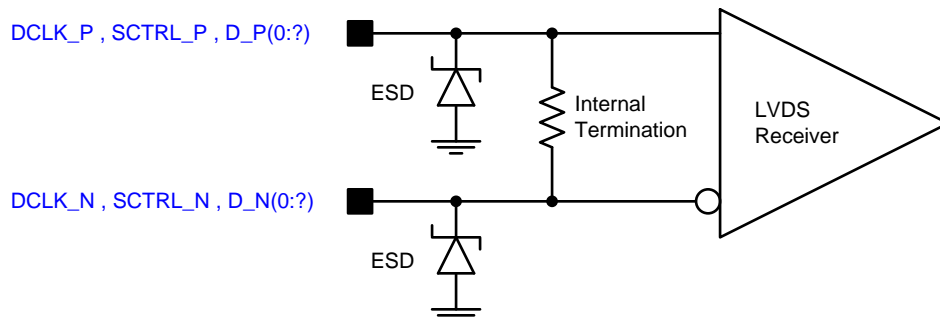 DCLK_P , SCTRL_P , D_P(0:?)
ESD
Internal
Termination
LVDS
Receiver
DCLK_N , SCTRL_N , D_N(0:?)
ESD